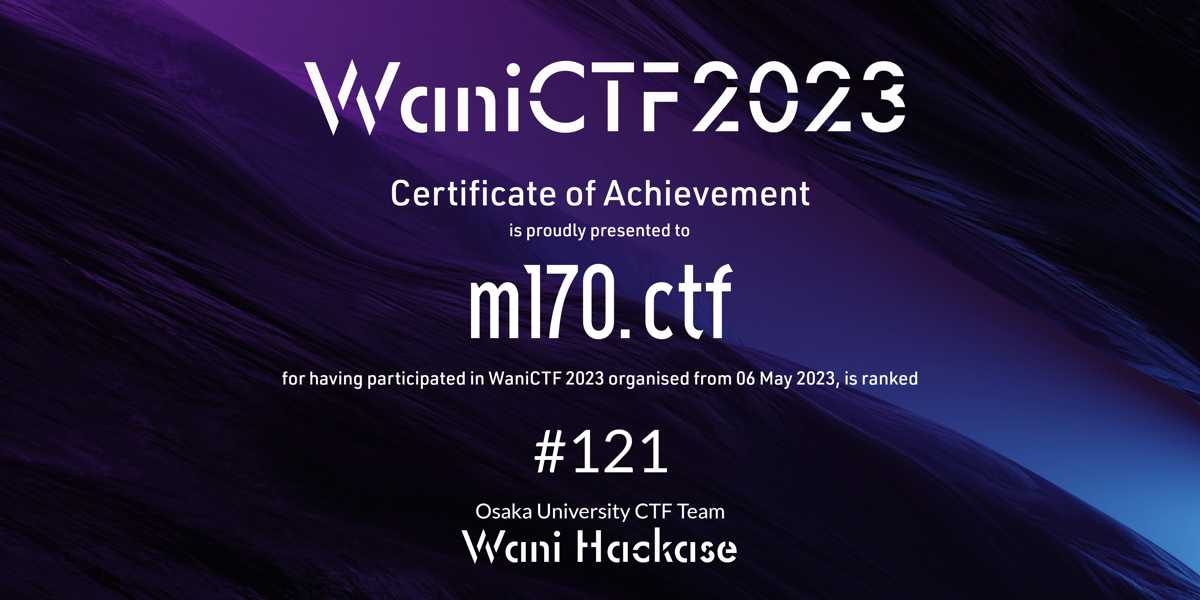 WaniCTF2023
Certificate of Achievement
is proudly presented to
m170.ctf
for having participated in WaniCTF 2023 organised from 06 May 2023, is ranked
#121
Osaka University CTF Team
Wani Hackase